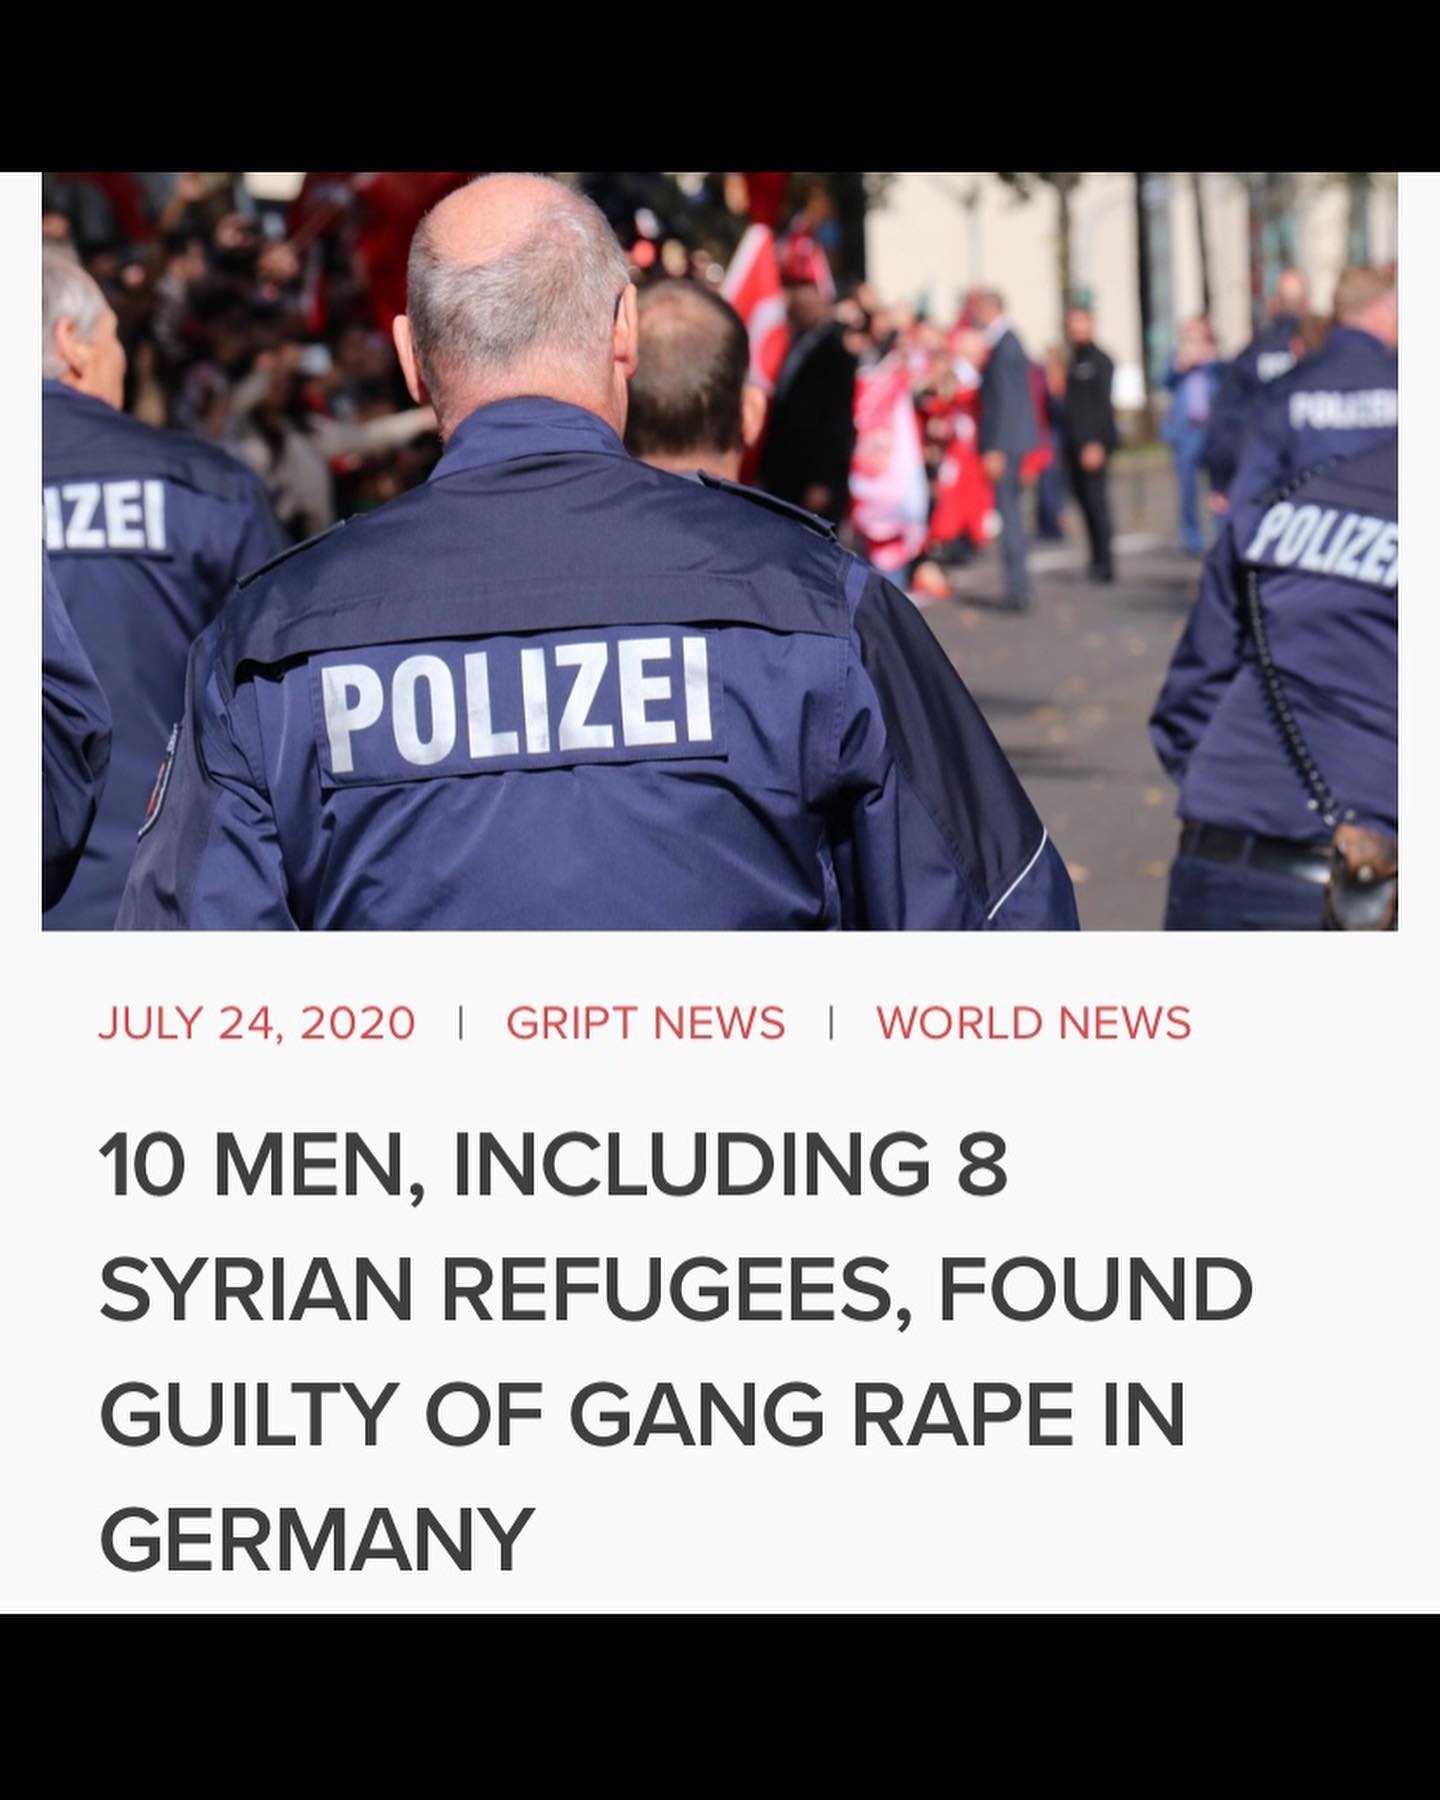 IZEI
POLIZEI
POLIZEI
POLIZE
JULY 24, 2020 | GRIPT NEWS | WORLD NEWS
10 MEN, INCLUDING 8
SYRIAN REFUGEES, FOUND
GUILTY OF GANG RAPE IN
GERMANY